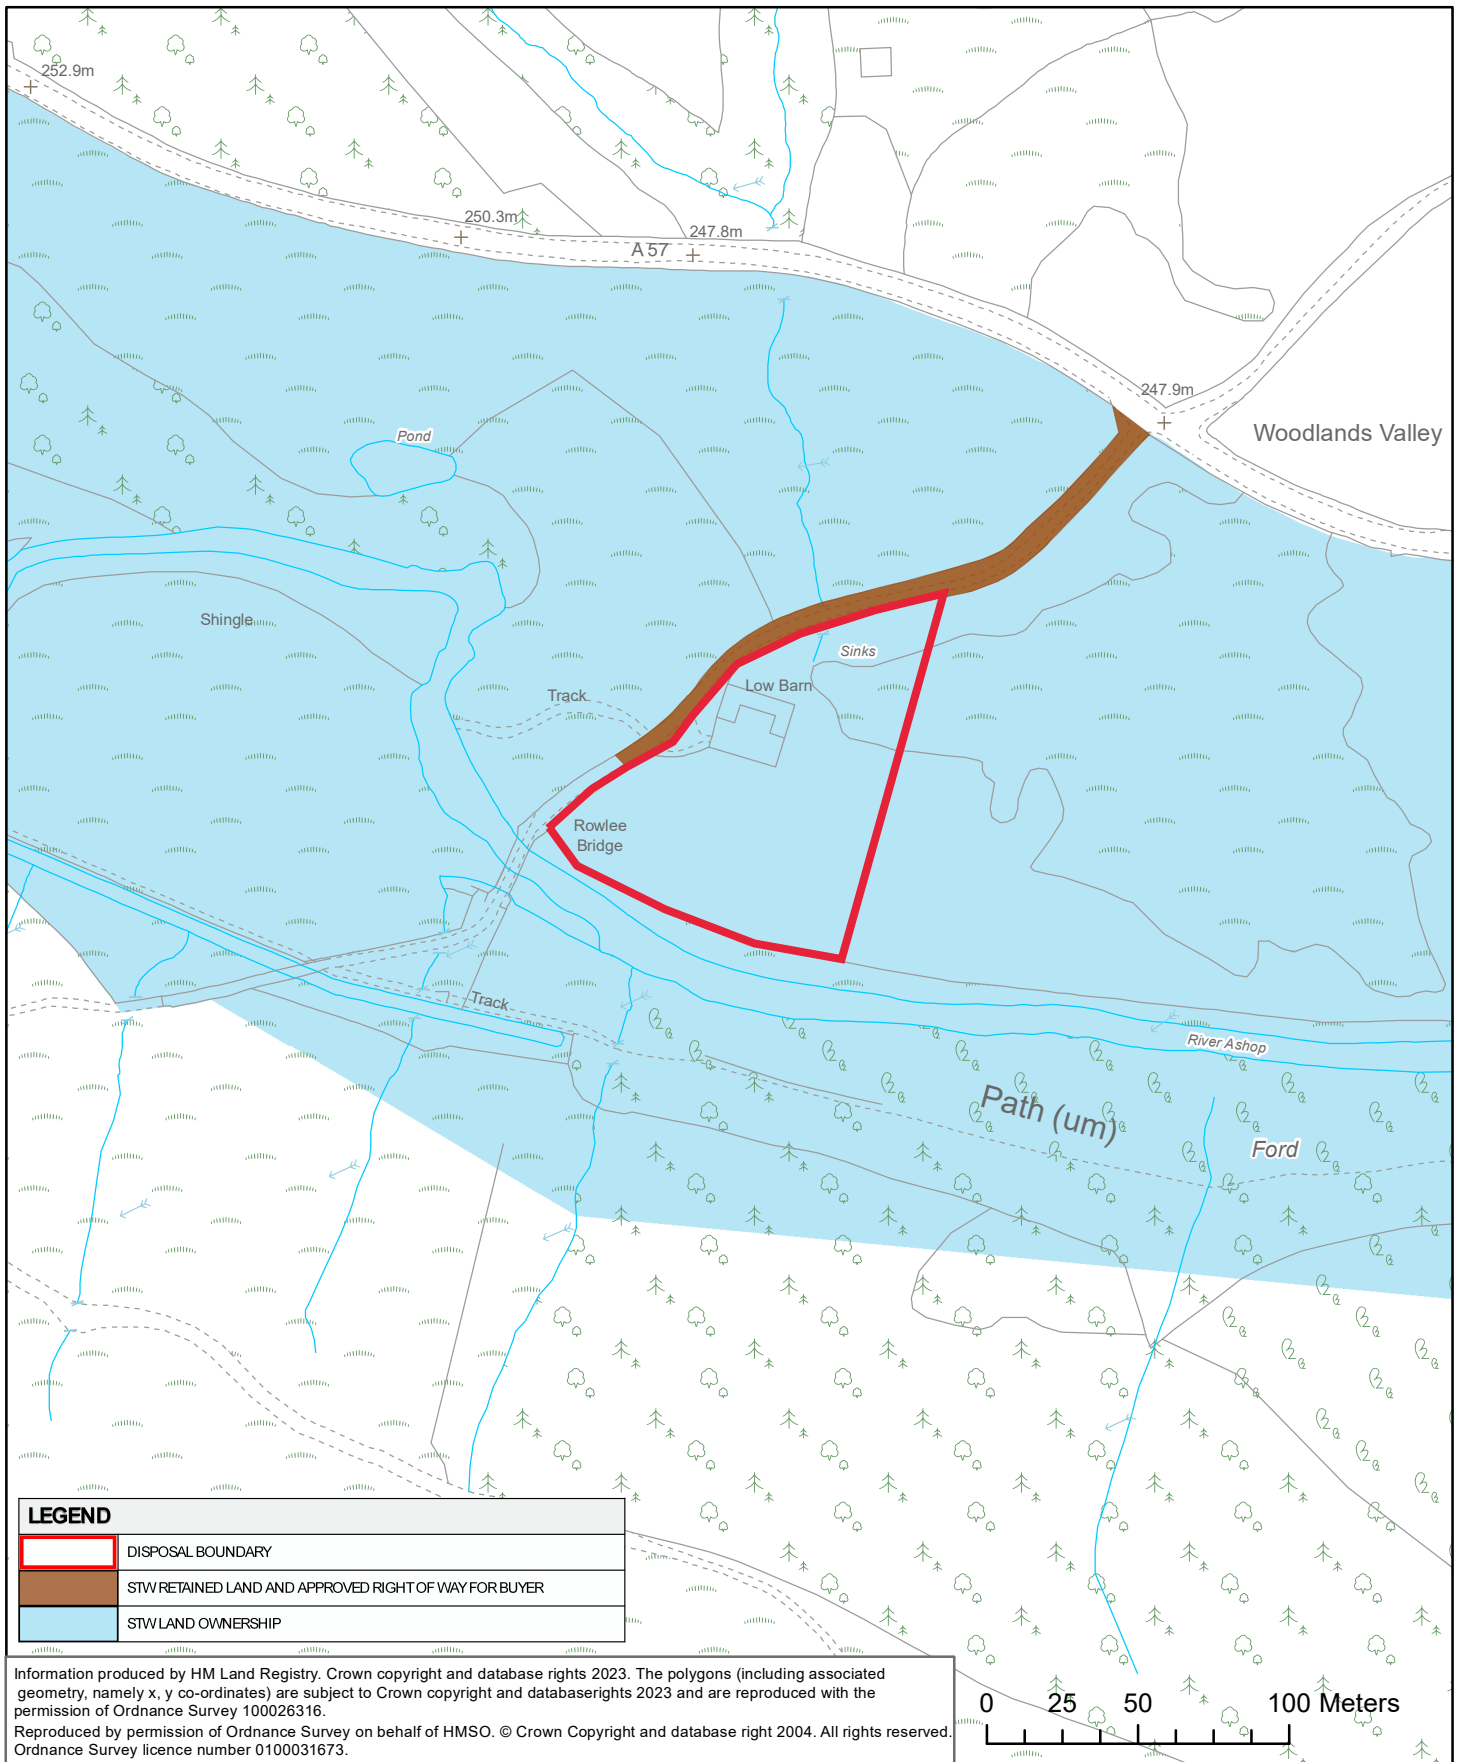 252.9m
250.3m
247.8m
A 57
247.9m
Woodlands Valley
Pond
Shingle
Sinks
Low Barn
Track
Rowlee
Bridge
Track
River Ashop
Path (um)
Ford
LEGEND
DISPOSAL BOUNDARY
STW RETAINED LAND AND APPROVED RIGHT OF WAY FOR BUYER
STW LAND OWNERSHIP
Information produced by HM Land Registry. Crown copyright and database rights 2023. The polygons (including associated
geometry, namely x, y co-ordinates) are subject to Crown copyright and databaserights 2023 and are reproduced with the
permission of Ordnance Survey 100026316.
Reproduced by permission of Ordnance Survey on behalf of HMSO. © Crown Copyright and database right 2004. All rights reserved.
Ordnance Survey licence number 0100031673.
0 25 50 100 Meters